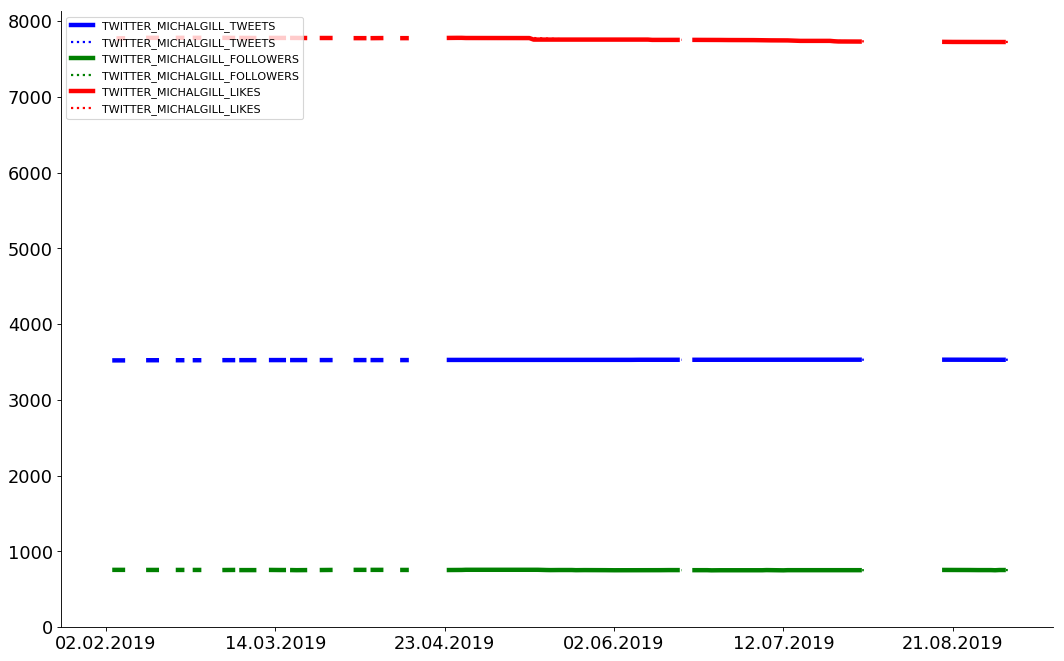 8000
7000
6000
5000
4000
3000
2000
1000
0
TWITTER_MICHALGILL_TWEETS
TWITTER_MICHALGILL_TWEETS
TWITTER_MICHALGILL_FOLLOWERS
TWITTER_MICHALGILL_FOLLOWERS
TWITTER_MICHALGILL_LIKES
TWITTER_MICHALGILL_LIKES
02.02.2019 14.03.2019 23.04.2019 02.06.2019 12.07.2019 21.08.2019